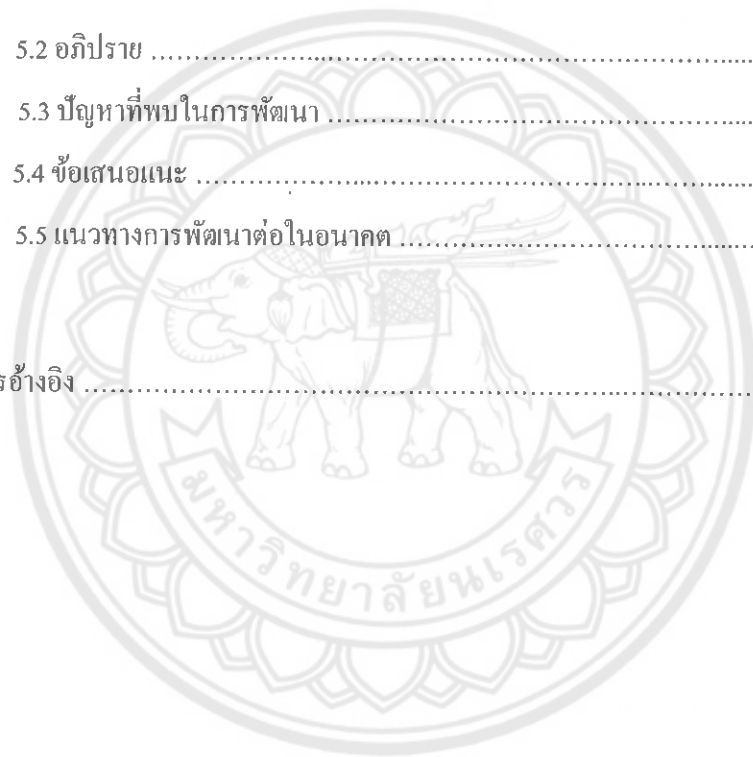 5.2 อภิปราย ........................................................................
5.3 ปัญหาที่พบในการพัฒนา ..................................................
5.4 ข้อเสนอแนะ ....................................................................
5.5 แนวทางการพัฒนาต่อในอนาคต ........................................
รอ้างอิง ..............................................................................
มหาวิทยาลัยนเรศวร